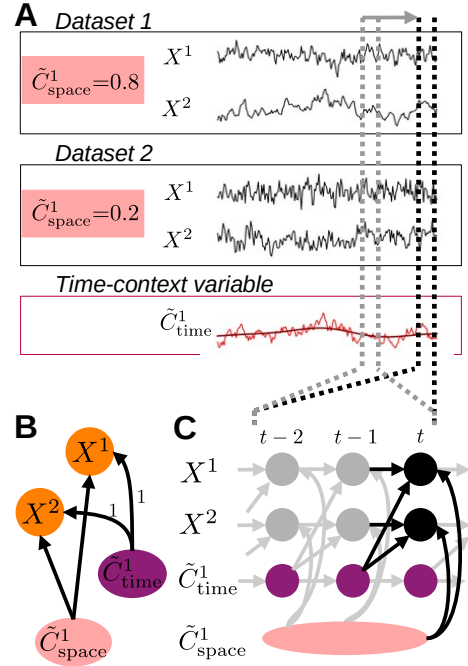 A Dataset 1
X¹
C̃¹space=0.8
X²
Dataset 2
X¹
C̃¹space=0.2
X²
Time-context variable
C̃¹time
B
X¹
X²
1
1
C̃¹time
C̃¹space
C
t − 2 t − 1 t
X¹
X²
C̃¹time
C̃¹space